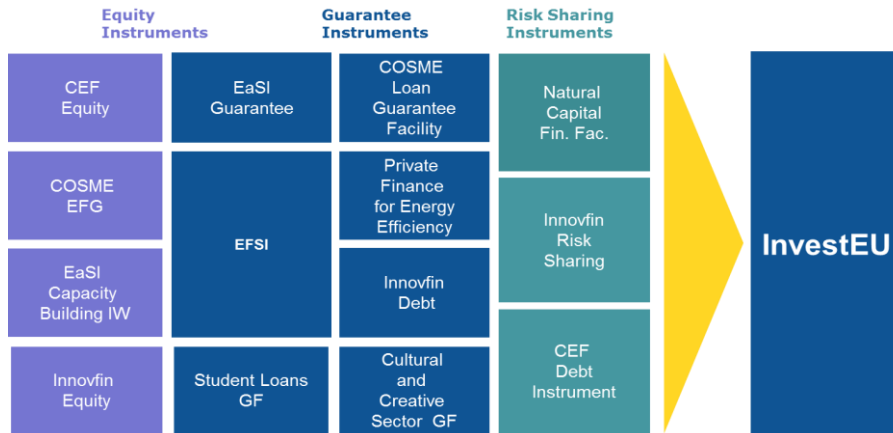 Equity
Instruments
Guarantee
Instruments
Risk Sharing
Instruments
CEF
Equity
EaSI
Guarantee
COSME
Loan
Guarantee
Facility
Natural
Capital
Fin. Fac.
COSME
EFG
EFSI
Private
Finance
for Energy
Efficiency
Innovfin
Risk
Sharing
InvestEU
EaSI
Capacity
Building IW
Innovfin
Debt
CEF
Debt
Instrument
Innovfin
Equity
Student Loans
GF
Cultural
and
Creative
Sector GF